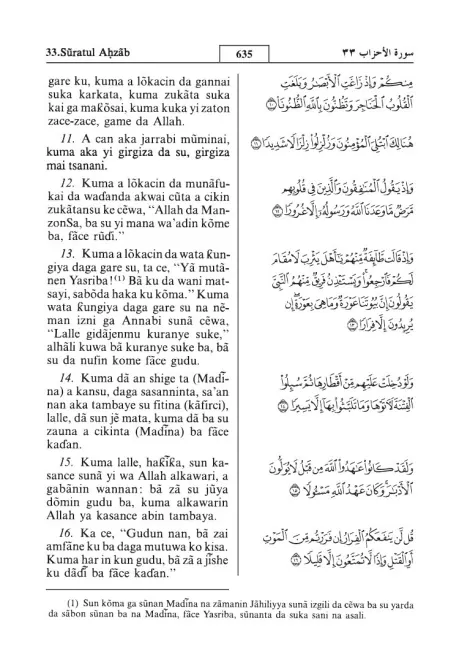 33.Sūratul Aḥzāb
635
سورة الأحزاب ٣٣
gare ku, kuma a lōkacin da gannai
suka karkata, kuma zukāta suka
kai ga maƙōsai, kuma kuka yi zaton
zace-zace, game da Allah.
11. A can aka jarrabi mūminai,
kuma aka yi girgiza da su, girgiza
mai tsanani.
12. Kuma a lōkacin da munāfu-
kai da waɗanda akwai cūta a cikin
zukātansu ke cēwa, “Allah da Man-
zonSa, ba su yi mana wa'adin kōme
ba, fāce rūɗi.”
13. Kuma a lōkacin da wata ƙun-
giya daga gare su, ta ce, “Yā mutā-
nen Yasriba!(1) Bā ku da wani mat-
sayi, sabōda haka ku kōma.” Kuma
wata ƙungiya daga gare su na nē-
man izni ga Annabi sunā cēwa,
“Lalle gidājenmu kuranye suke,”
alhāli kuwa bā kuranye suke ba, bā
su da nufin kome fāce gudu.
14. Kuma dā an shige ta (Madī-
na) a kansu, daga sasanninta, sa'an
nan aka tambaye su fitina (kāfirci),
lalle, dā sun jē mata, kuma dā ba su
zauna a cikinta (Madīna) ba fāce
kaɗan.
15. Kuma lalle, haƙīƙa, sun ka-
sance sunā yi wa Allah alkawari, a
gabānin wannan: bā zā su jūya
dōmin gudu ba, kuma alkawarin
Allah ya kasance abin tambaya.
16. Ka ce, “Gudun nan, bā zai
amfāne ku ba daga mutuwa ko kisa.
Kuma har in kun gudu, bā zā a jīshe
ku dāɗi ba fāce kaɗan.”
مِنكُمْ وَإِذْ زَاغَتِ ٱلْأَبْصَٰرُ وَبَلَغَتِ
ٱلْقُلُوبُ ٱلْحَنَاجِرَ وَتَظُنُّونَ بِٱللَّهِ ٱلظُّنُونَا۠ ١٠
هُنَالِكَ ٱبْتُلِيَ ٱلْمُؤْمِنُونَ وَزُلْزِلُوا۟ زِلْزَالًا شَدِيدًا ١١
وَإِذْ يَقُولُ ٱلْمُنَٰفِقُونَ وَٱلَّذِينَ فِى قُلُوبِهِم
مَّرَضٌ مَّا وَعَدَنَا ٱللَّهُ وَرَسُولُهُۥٓ إِلَّا غُرُورًا ١٢
وَإِذْ قَالَت طَّآئِفَةٌ مِّنْهُمْ يَٰٓأَهْلَ يَثْرِبَ لَا مُقَامَ
لَكُمْ فَٱرْجِعُوا۟ وَيَسْتَـْٔذِنُ فَرِيقٌ مِّنْهُمُ ٱلنَّبِىَّ
يَقُولُونَ إِنَّ بُيُوتَنَا عَوْرَةٌ وَمَا هِىَ بِعَوْرَةٍ إِن
يُرِيدُونَ إِلَّا فِرَارًا ١٣
وَلَوْ دُخِلَتْ عَلَيْهِم مِّنْ أَقْطَارِهَا ثُمَّ سُئِلُوا۟
ٱلْفِتْنَةَ لَءَاتَوْهَا وَمَا تَلَبَّثُوا۟ بِهَآ إِلَّا يَسِيرًا ١٤
وَلَقَدْ كَانُوا۟ عَٰهَدُوا۟ ٱللَّهَ مِن قَبْلُ لَا يُوَلُّونَ
ٱلْأَدْبَٰرَ وَكَانَ عَهْدُ ٱللَّهِ مَسْـُٔولًا ١٥
قُل لَّن يَنفَعَكُمُ ٱلْفِرَارُ إِن فَرَرْتُم مِّنَ ٱلْمَوْتِ
أَوِ ٱلْقَتْلِ وَإِذًا لَّا تُمَتَّعُونَ إِلَّا قَلِيلًا ١٦
(1) Sun kōma ga sūnan Madīna na zāmanin Jāhiliyya sunā izgili da cēwa ba su yarda
da sābon sūnan ba na Madīna, fāce Yasriba, sūnanta da suka sani na asali.